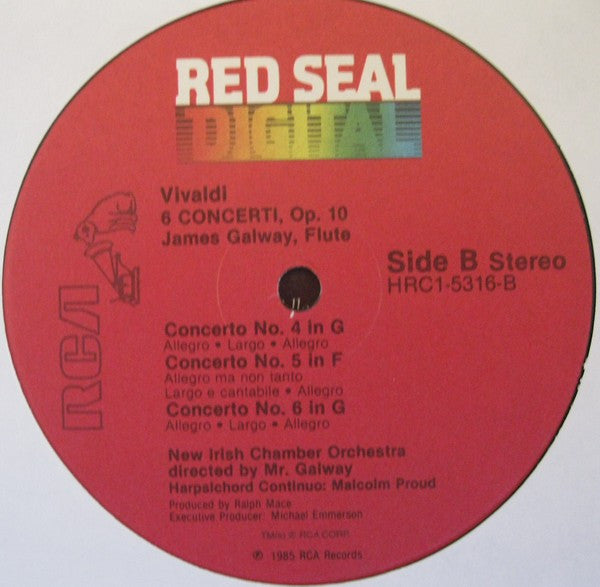 RED SEAL
DIGITAL
Vivaldi
6 CONCERTI, Op. 10
James Galway, Flute
Side B Stereo
HRC1-5316-B
RCA
Concerto No. 4 in G
Allegro • Largo • Allegro
Concerto No. 5 in F
Allegro ma non tanto
Largo e cantabile • Allegro
Concerto No. 6 in G
Allegro • Largo • Allegro
New Irish Chamber Orchestra
directed by Mr. Galway
Harpsichord Continuo: Malcolm Proud
Produced by Ralph Mace
Executive Producer: Michael Emmerson
TM(s) ® RCA CORP.
℗ 1985 RCA Records